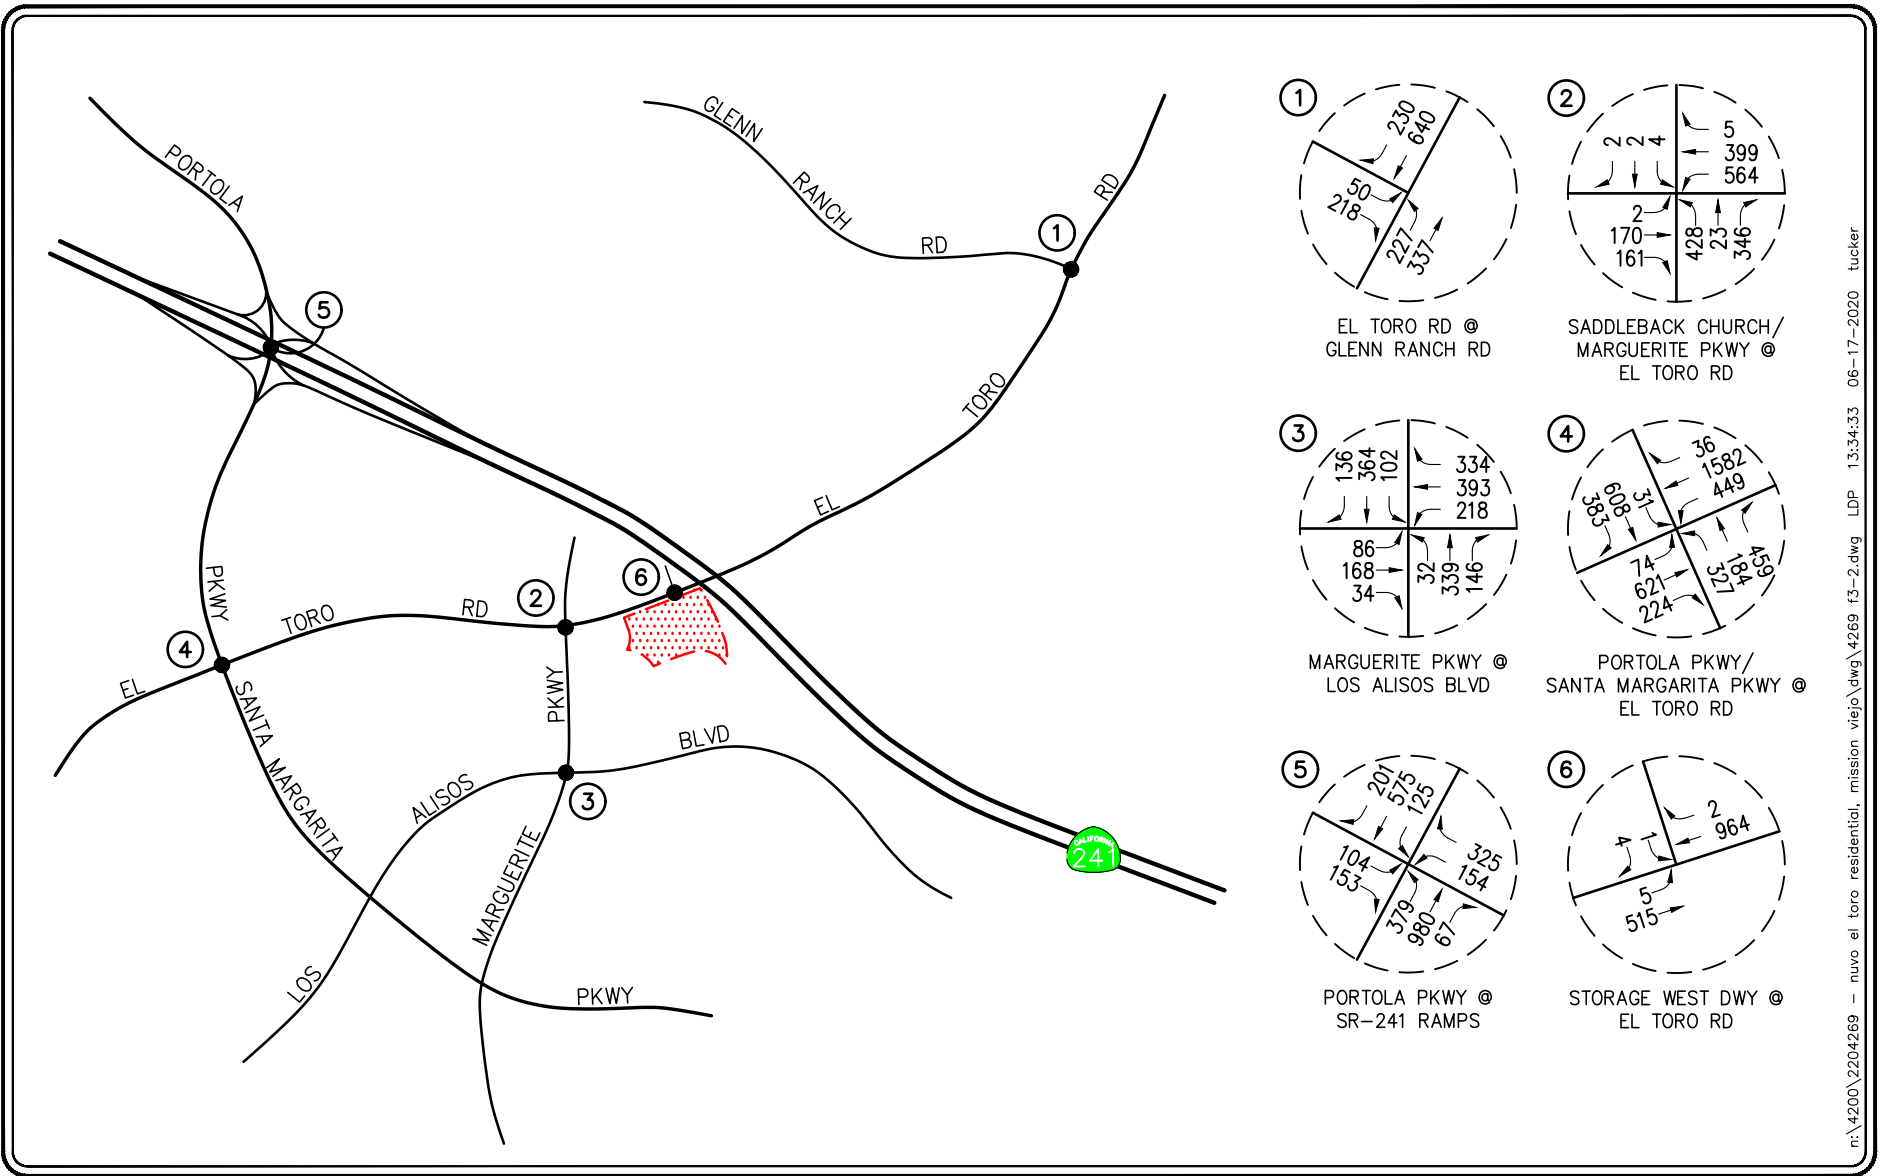 PORTOLA
PKWY
GLENN
RANCH
RD
RD
TORO
EL
RD
TORO
EL
SANTA
MARGARITA
PKWY
PKWY
MARGUERITE
LOS
ALISOS
BLVD
CALIFORNIA
241
1
2
3
4
5
6
1
230
640
50
218
227
337
EL TORO RD @
GLENN RANCH RD
2
2
2
4
5
399
564
2
170
161
428
23
346
SADDLEBACK CHURCH/
MARGUERITE PKWY @
EL TORO RD
3
136
364
102
334
393
218
86
168
34
32
339
146
MARGUERITE PKWY @
LOS ALISOS BLVD
4
36
1582
449
383
608
31
74
621
224
327
184
459
PORTOLA PKWY/
SANTA MARGARITA PKWY @
EL TORO RD
5
201
575
125
325
154
104
153
379
980
67
PORTOLA PKWY @
SR-241 RAMPS
6
2
964
4
1
5
515
STORAGE WEST DWY @
EL TORO RD
n:\4200\2204269 - nuvo el toro residential, mission viejo\dwg\4269 f3-2.dwg LDP 13:34:33 06-17-2020 tucker